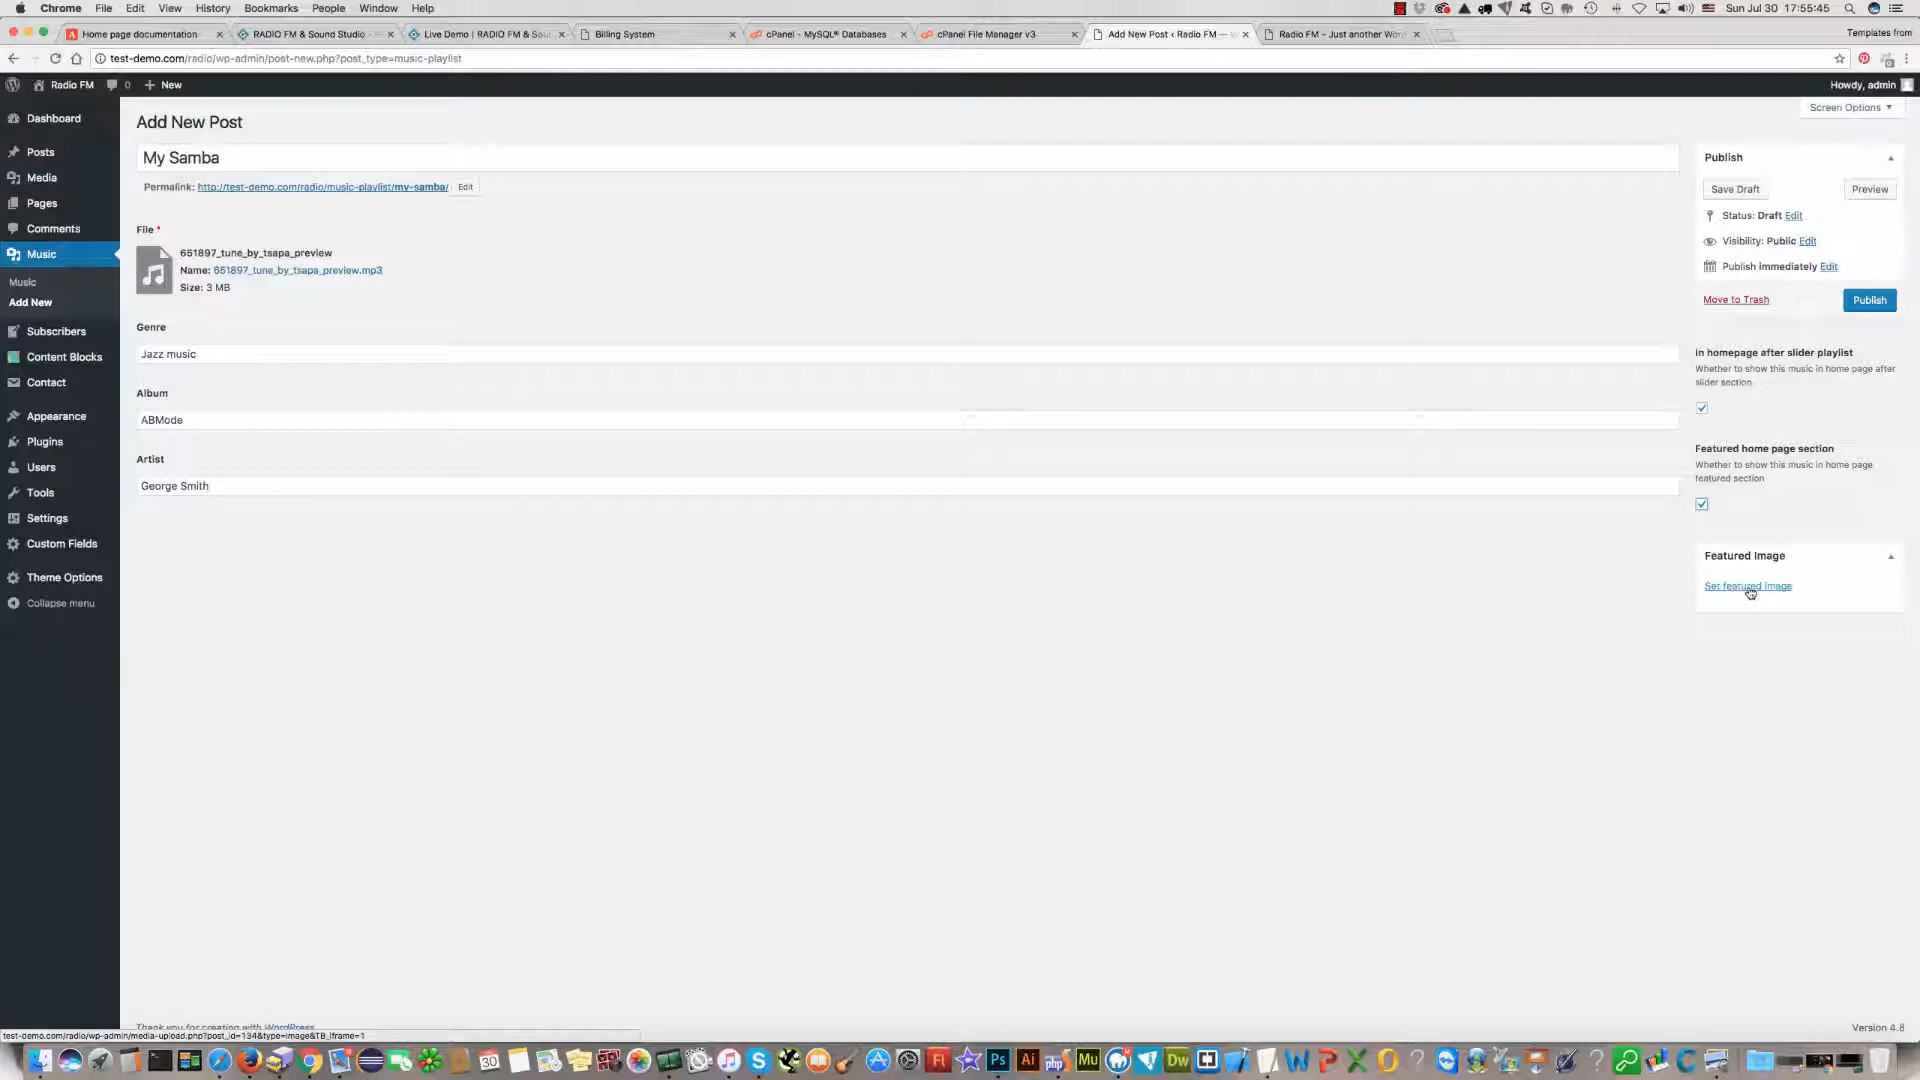 Chrome File Edit View History Bookmarks People Window Help Sun Jul 30 17:55:45
Home page documentation RADIO FM & Sound Studio - Live Demo | RADIO FM & Sou Billing System cPanel - MySQL® Databases cPanel File Manager v3 Add New Post ‹ Radio FM — Radio FM – Just another Wor Templates from
test-demo.com/radio/wp-admin/post-new.php?post_type=music-playlist
Radio FM 0 New Howdy, admin
Screen Options
Dashboard
Posts
Media
Pages
Comments
Music
Music
Add New
Subscribers
Content Blocks
Contact
Appearance
Plugins
Users
Tools
Settings
Custom Fields
Theme Options
Collapse menu
Add New Post
My Samba
Permalink: http://test-demo.com/radio/music-playlist/my-samba/ Edit
File *
651897_tune_by_tsapa_preview
Name: 651897_tune_by_tsapa_preview.mp3
Size: 3 MB
Genre
Jazz music
Album
ABMode
Artist
George Smith
Publish
Save Draft Preview
Status: Draft Edit
Visibility: Public Edit
Publish immediately Edit
Move to Trash Publish
In homepage after slider playlist
Whether to show this music in home page after
slider section
Featured home page section
Whether to show this music in home page
featured section
Featured Image
Set featured image
Thank you for creating with WordPress
Version 4.8
test-demo.com/radio/wp-admin/media-upload.php?post_id=134&type=image&TB_iframe=1
30 Fl Ps Ai php Mu Dw